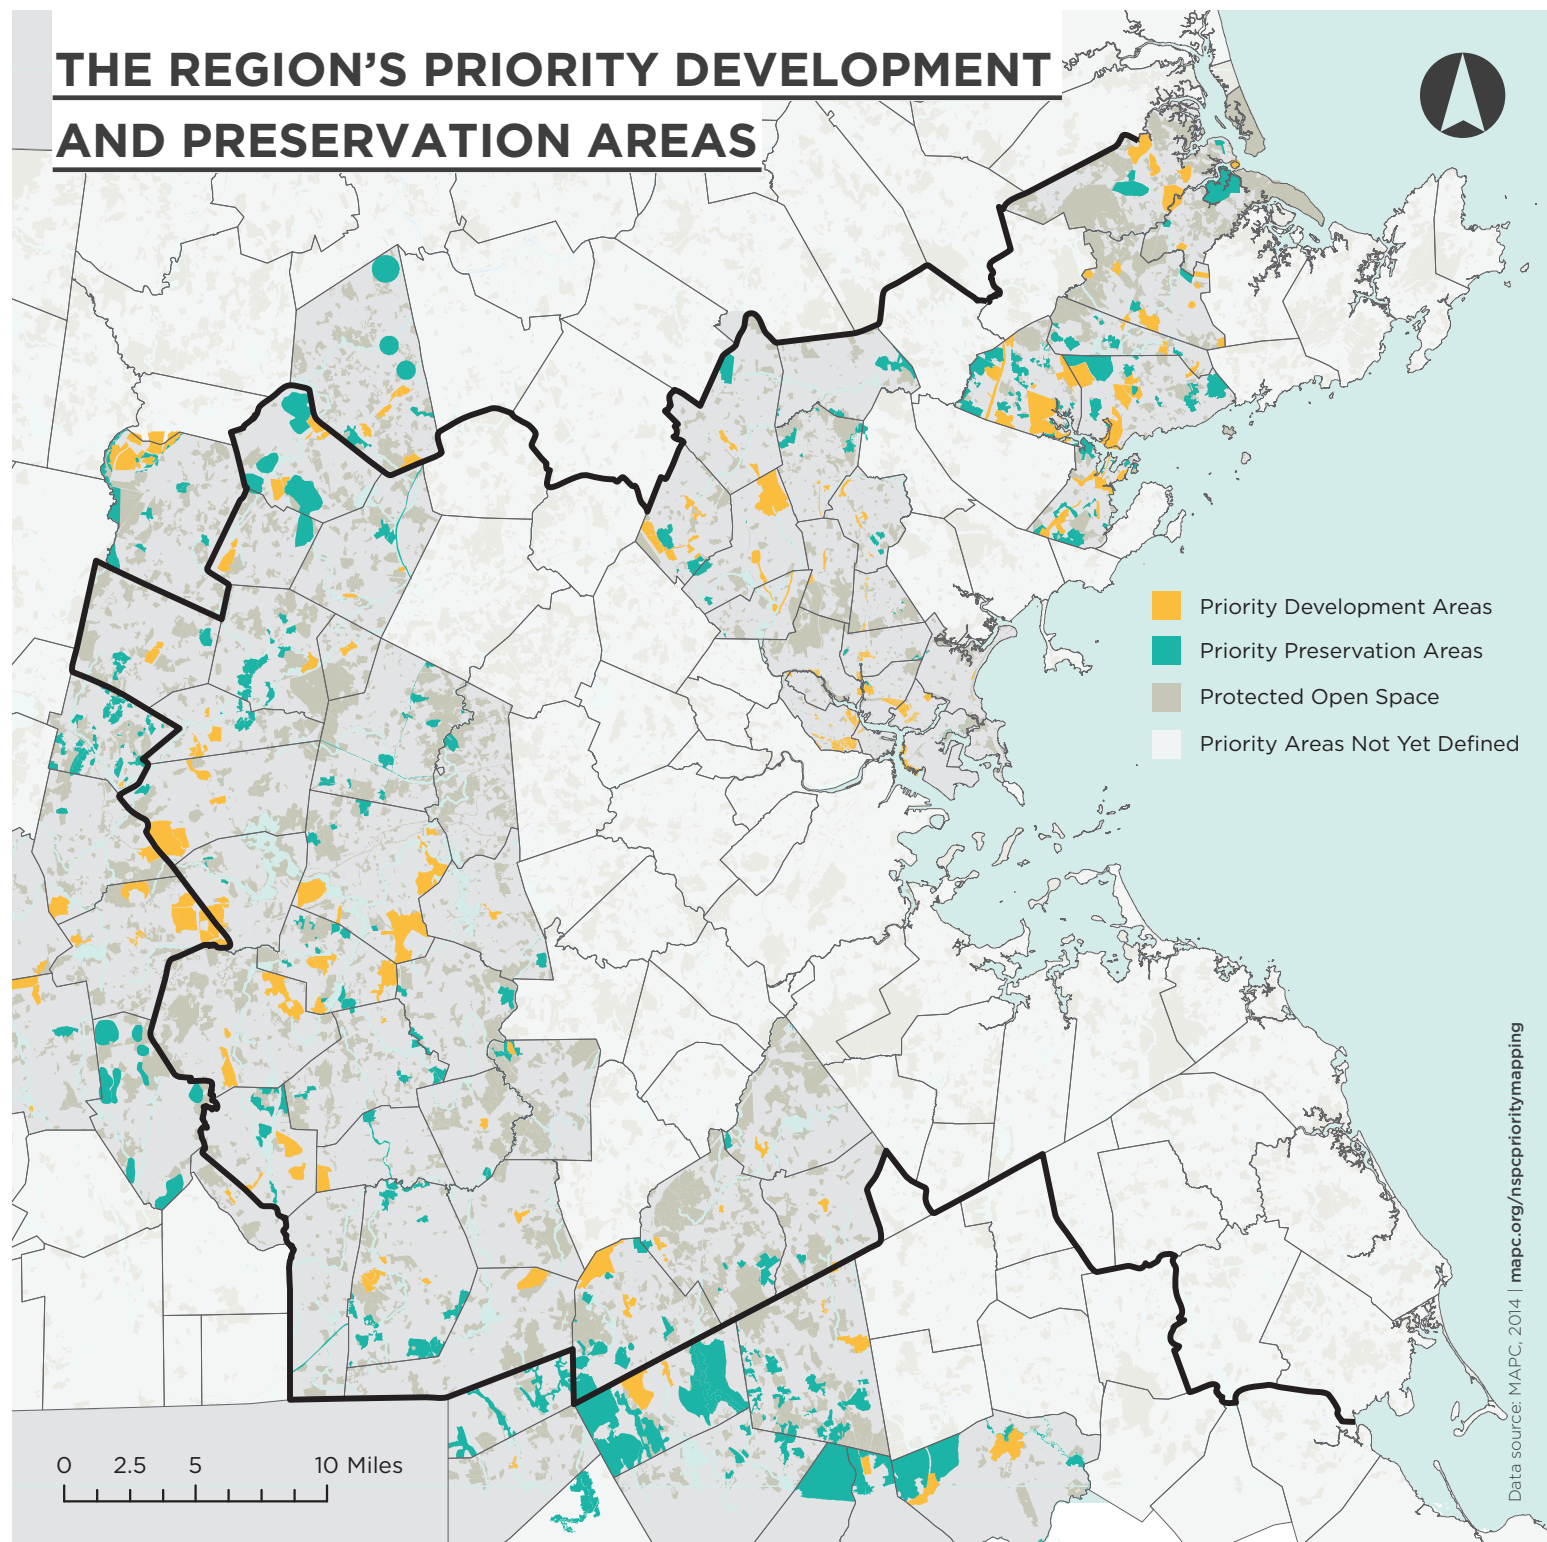 THE REGION'S PRIORITY DEVELOPMENT
AND PRESERVATION AREAS
Priority Development Areas
Priority Preservation Areas
Protected Open Space
Priority Areas Not Yet Defined
0 2.5 5 10 Miles
Data source: MAPC, 2014 | mapc.org/nspcprioritymapping